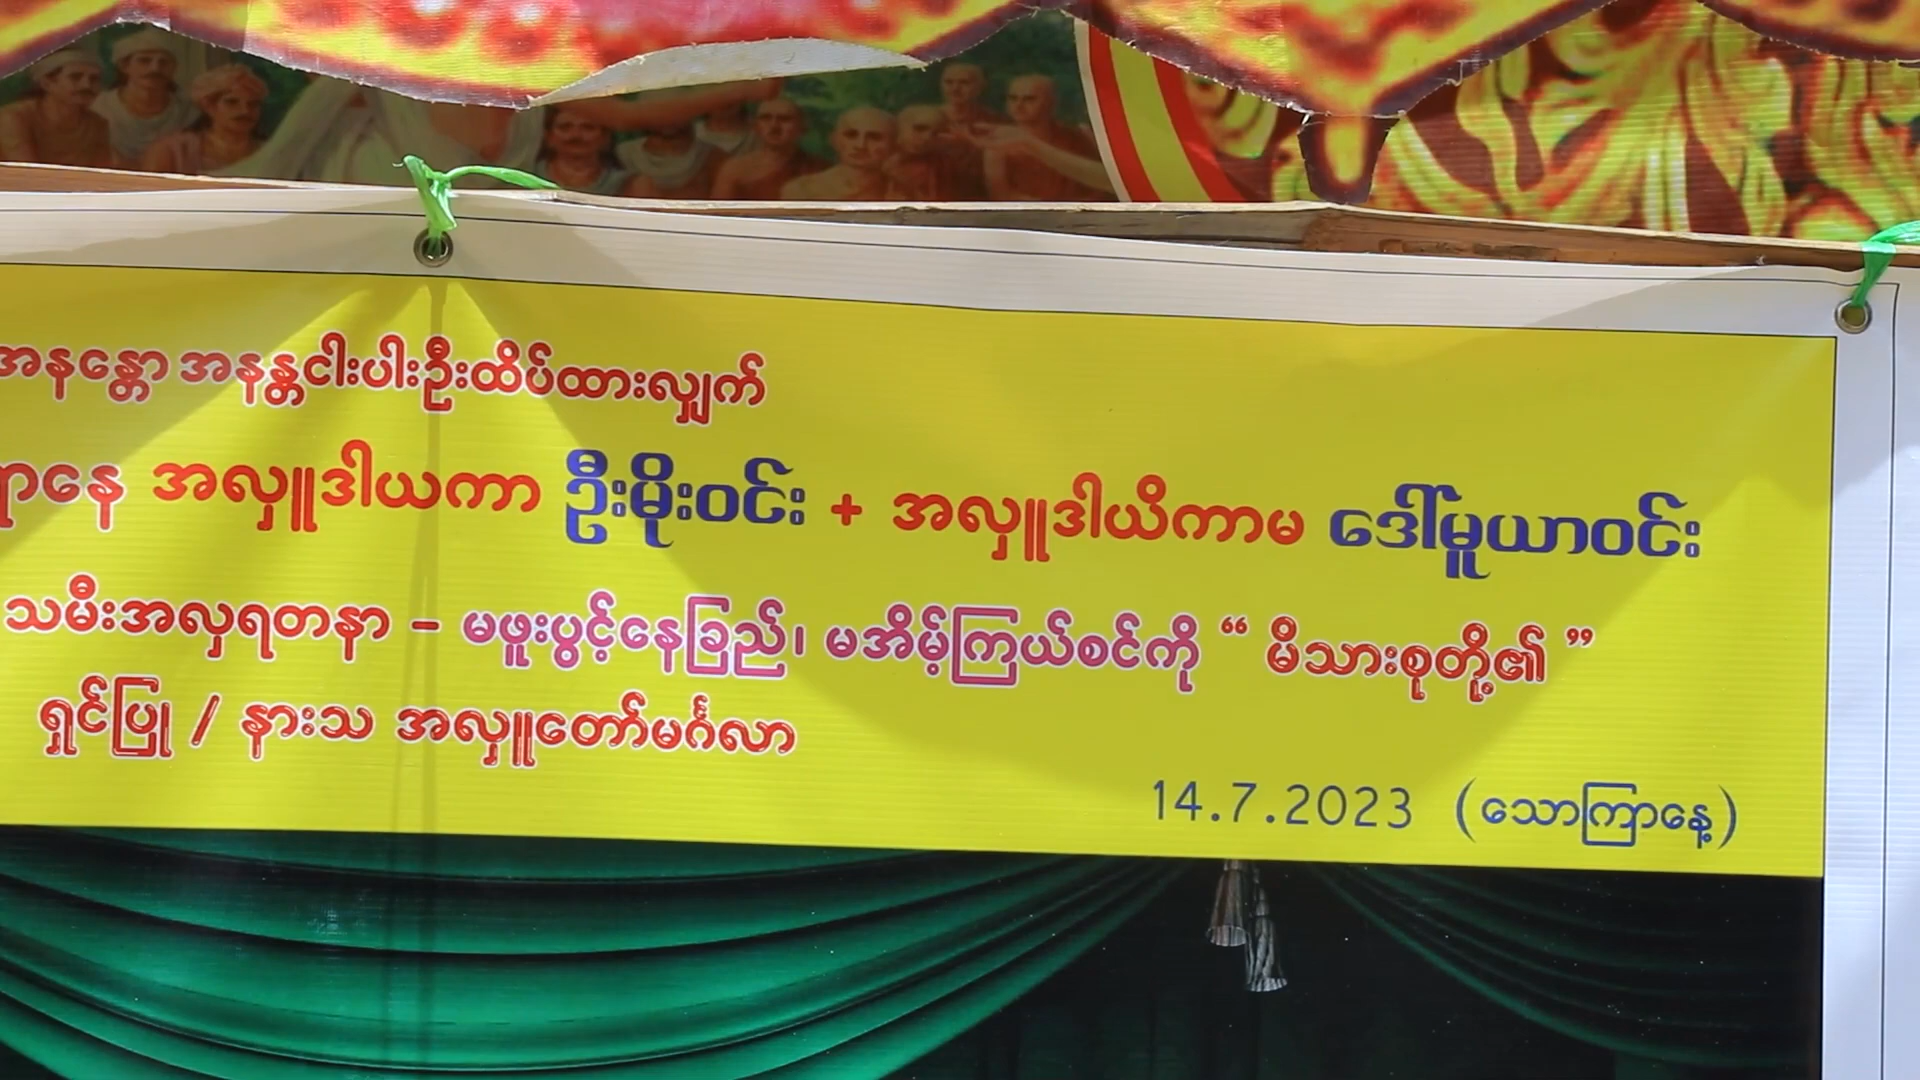 အနန္တော အနန္တငါးပါးဦးထိပ်ထားလျှက်
နေ အလှူဒါယကာ ဦးမိုးဝင်း + အလှူဒါယိကာမ ဒေါ်မူယာဝင်း
သမီးအလှရတနာ – မဖူးပွင့်နေခြည်၊ မအိမ့်ကြယ်စင်ကို “ မိသားစုတို့၏ ”
ရှင်ပြု / နားသ အလှူတော်မင်္ဂလာ
14.7.2023 (သောကြာနေ့)